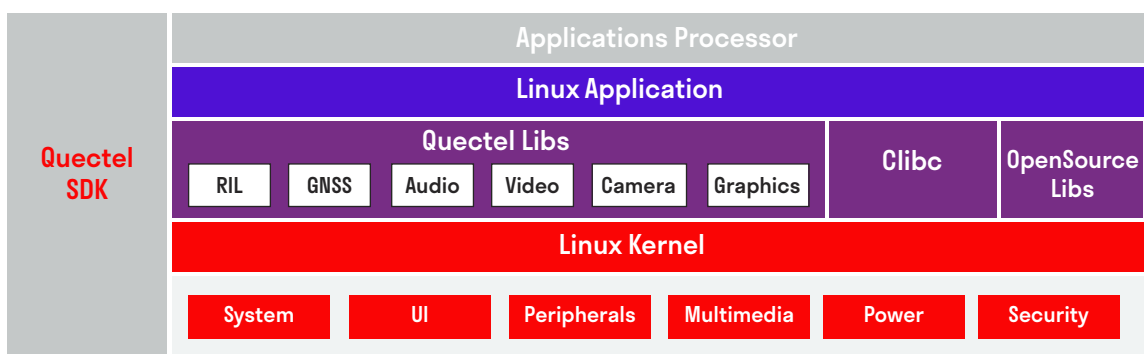 Applications Processor
Linux Application
Quectel
SDK
Quectel Libs
RIL
GNSS
Audio
Video
Camera
Graphics
Clibc
OpenSource
Libs
Linux Kernel
System
UI
Peripherals
Multimedia
Power
Security